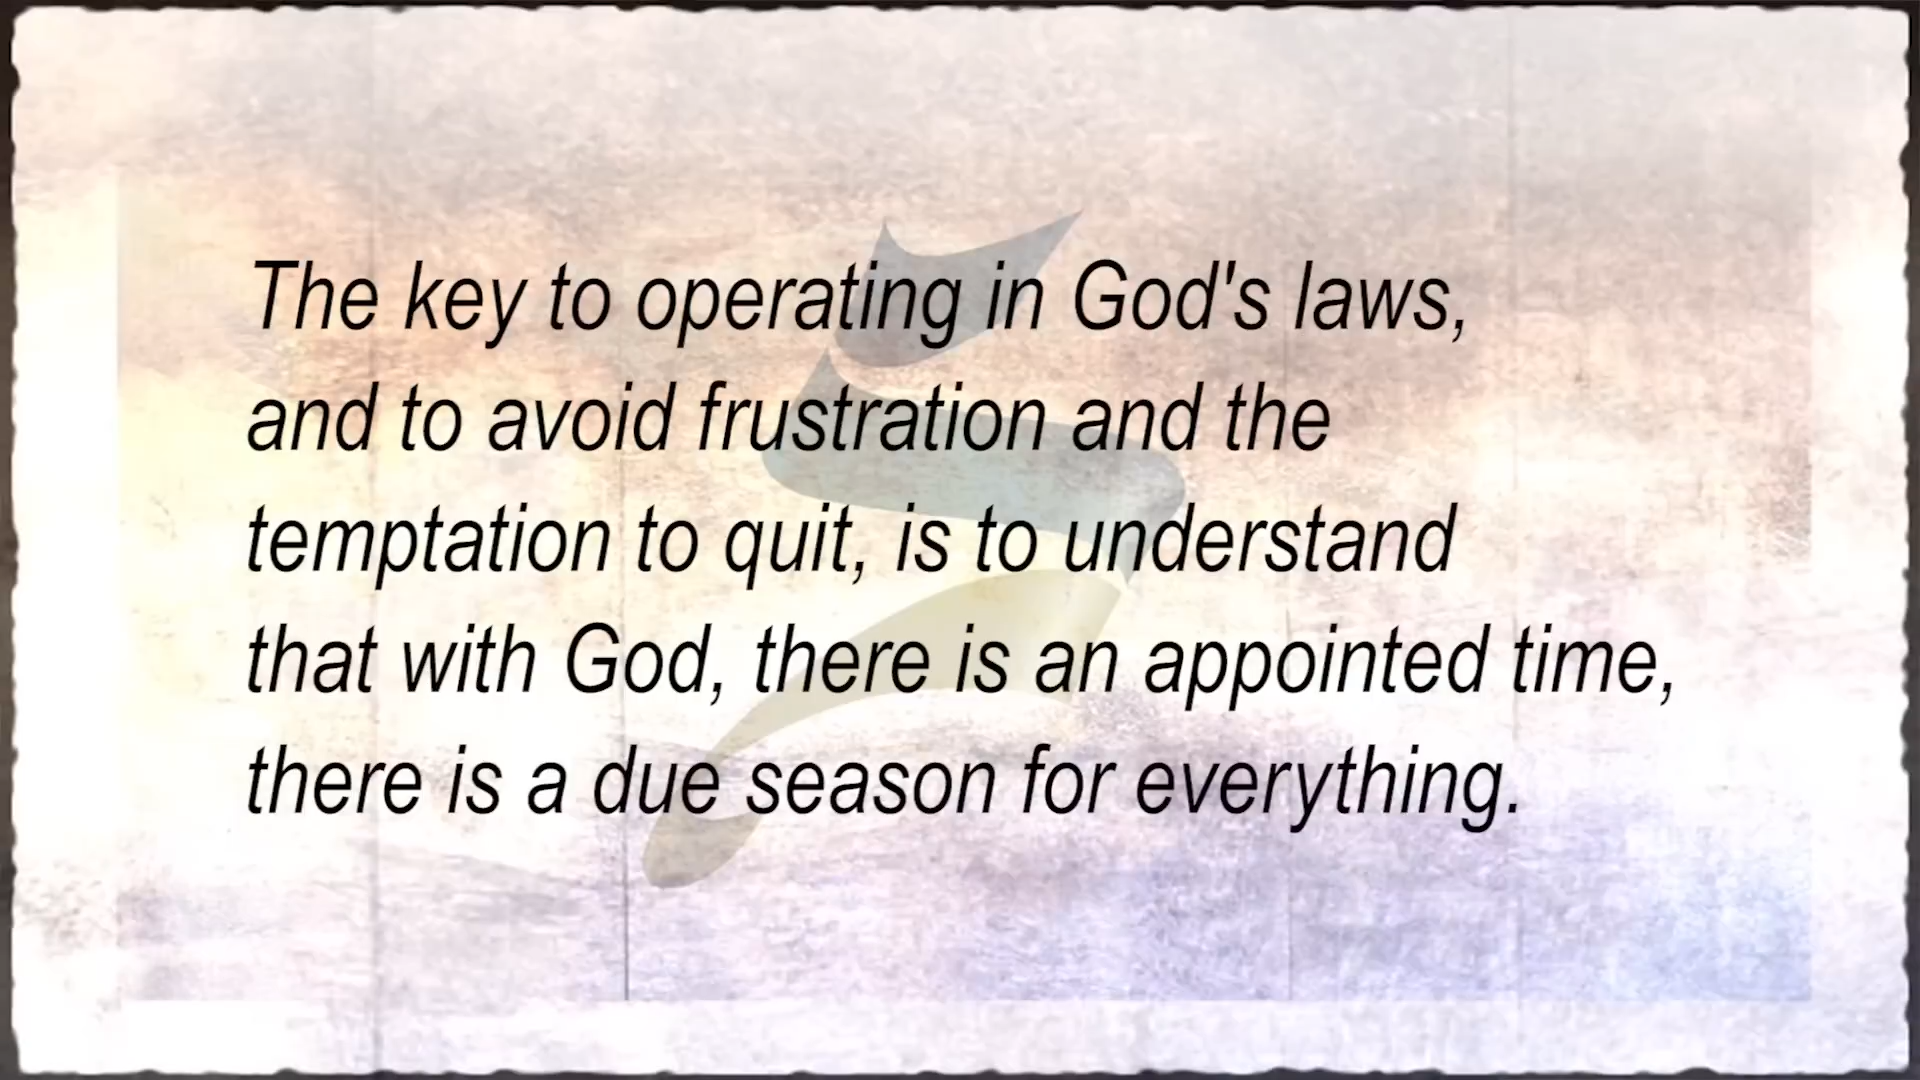 The key to operating in God's laws,
and to avoid frustration and the
temptation to quit, is to understand
that with God, there is an appointed time,
there is a due season for everything.